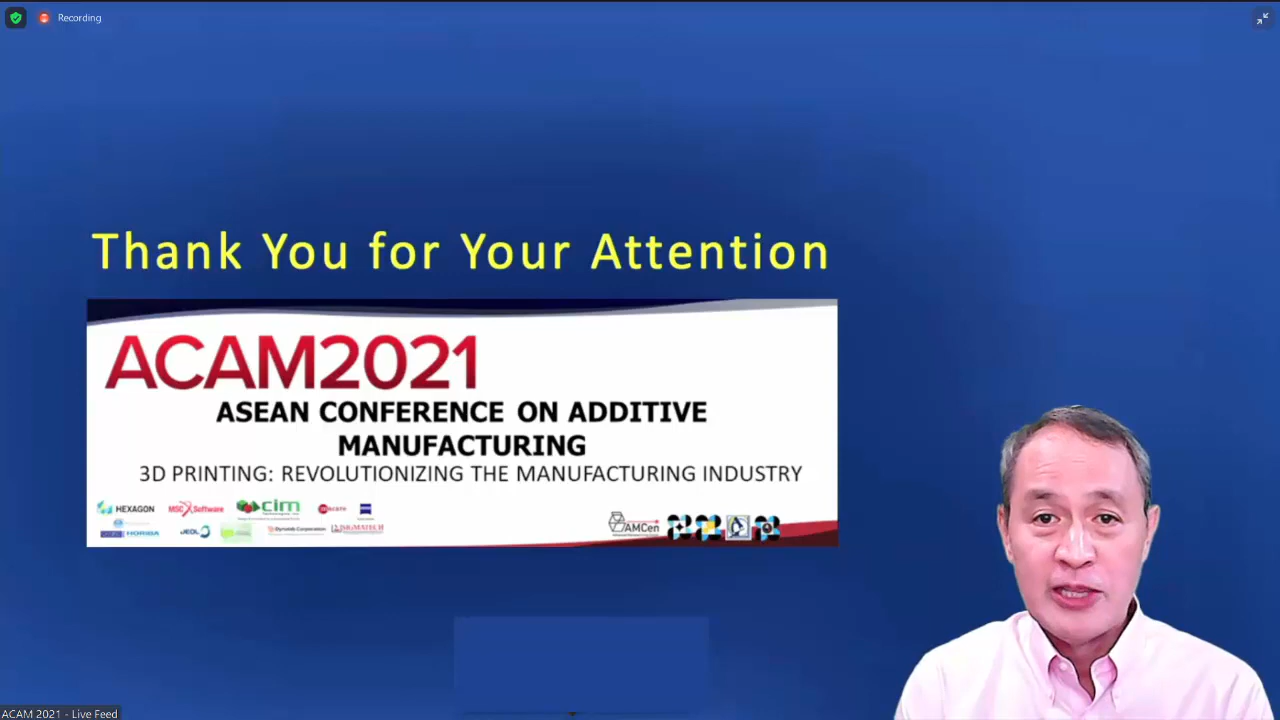 Recording
Thank You for Your Attention
ACAM2021
ASEAN CONFERENCE ON ADDITIVE
MANUFACTURING
3D PRINTING: REVOLUTIONIZING THE MANUFACTURING INDUSTRY
HEXAGON
MSC Software
cim
HORIBA
JEOL
AMCen
ACAM 2021 - Live Feed